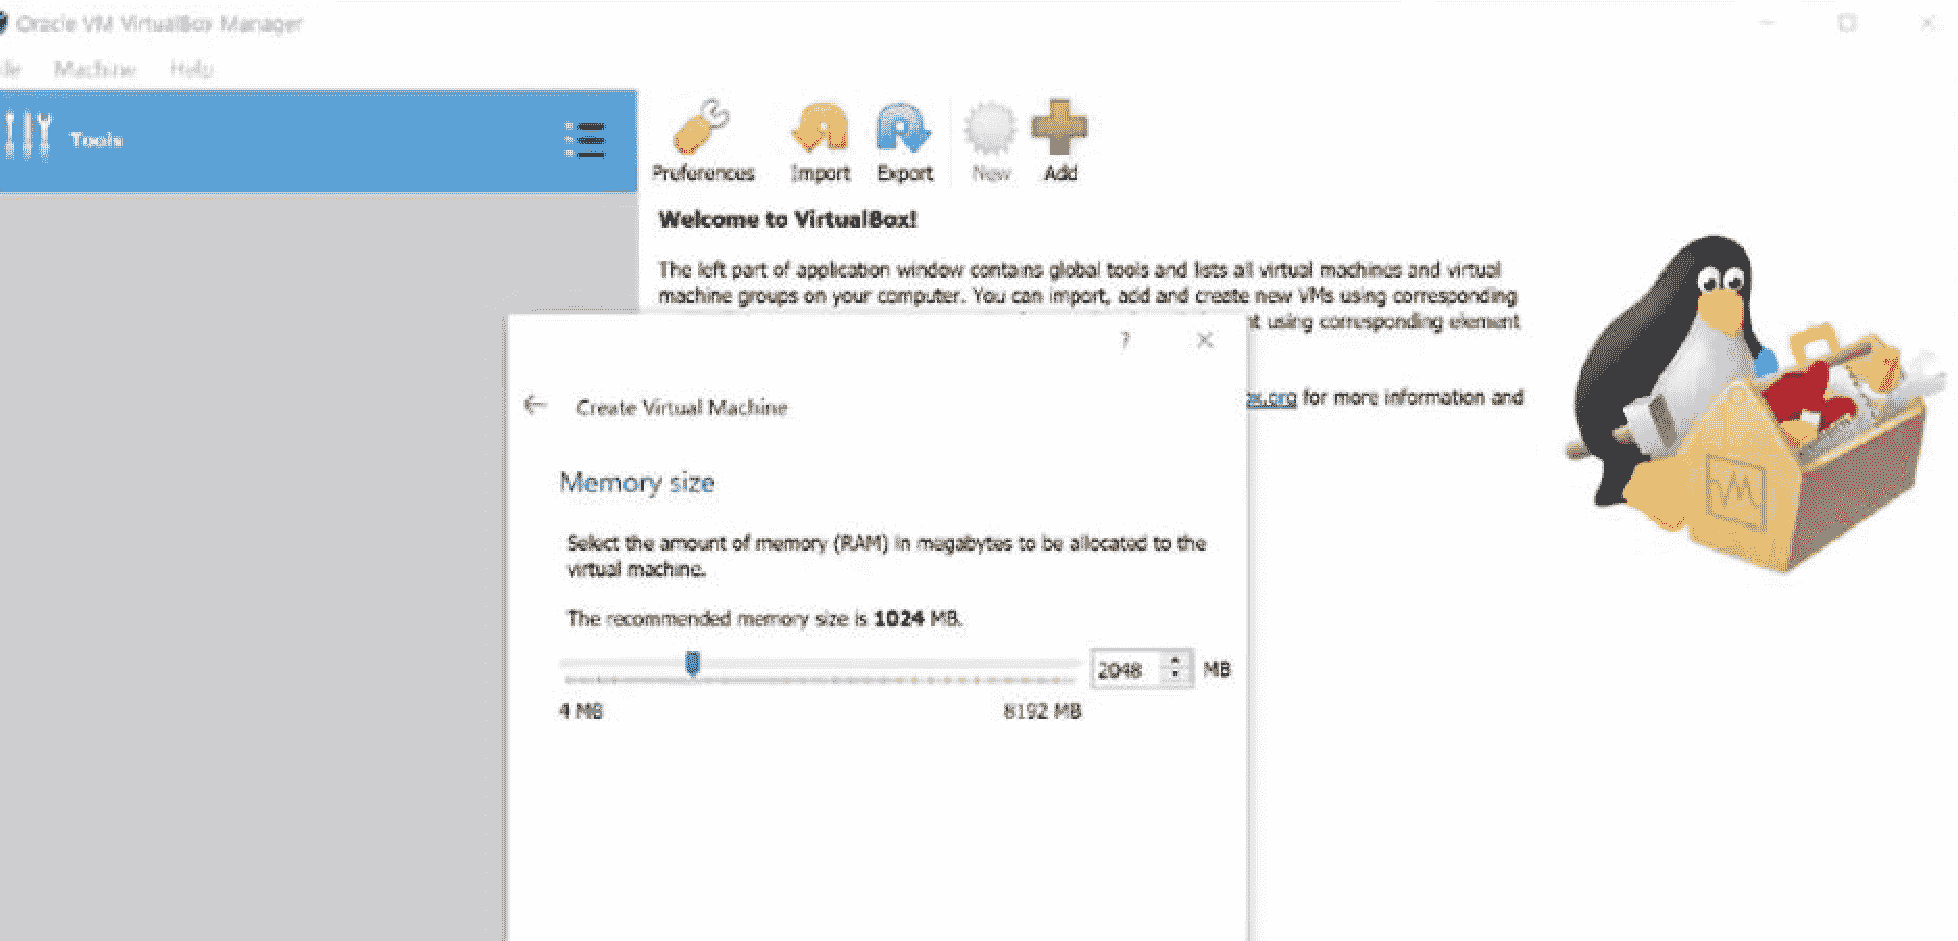 Oracle VM VirtualBox Manager
Machine Help
Tools
Preferences Import Export New Add
Welcome to VirtualBox!
The left part of application window contains global tools and lists all virtual machines and virtual
machine groups on your computer. You can import, add and create new VMs using corresponding
using corresponding element
?
Create Virtual Machine
ox.org for more information and
Memory size
Select the amount of memory (RAM) in megabytes to be allocated to the
virtual machine.
The recommended memory size is 1024 MB.
2048 MB
4 MB 8192 MB